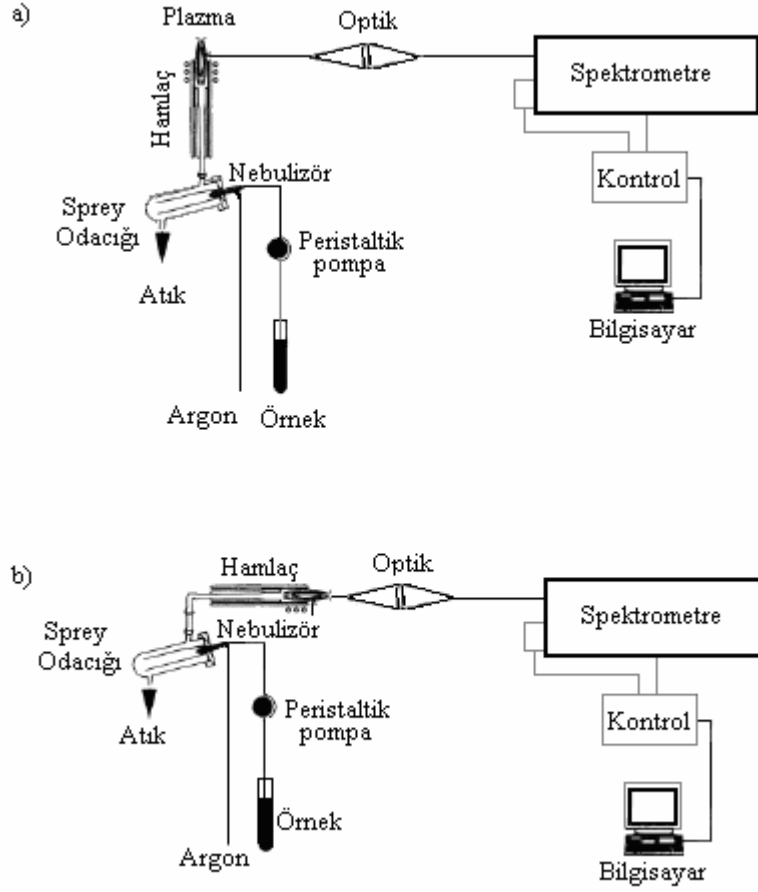 a)
Plazma
Optik
Spektrometre
Hamlaç
Nebulizör
Kontrol
Sprey
Odacığı
Peristaltik
pompa
Atık
Bilgisayar
Argon
Örnek
b)
Hamlaç
Optik
Spektrometre
Nebulizör
Sprey
Odacığı
Peristaltik
pompa
Kontrol
Atık
Örnek
Argon
Bilgisayar